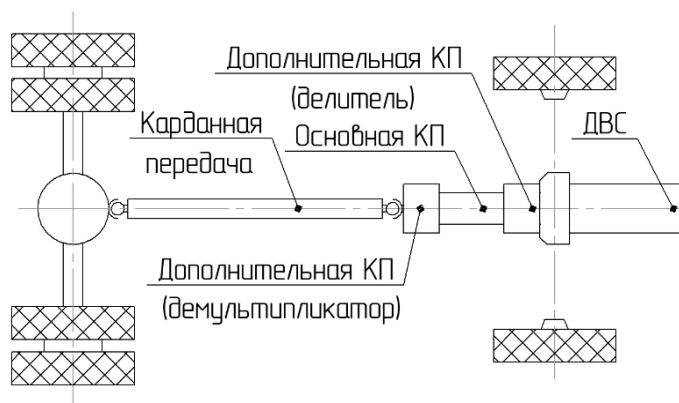 Дополнительная КП
(делитель)
Карданная
передача
Основная КП
ДВС
Дополнительная КП
(демультипликатор)